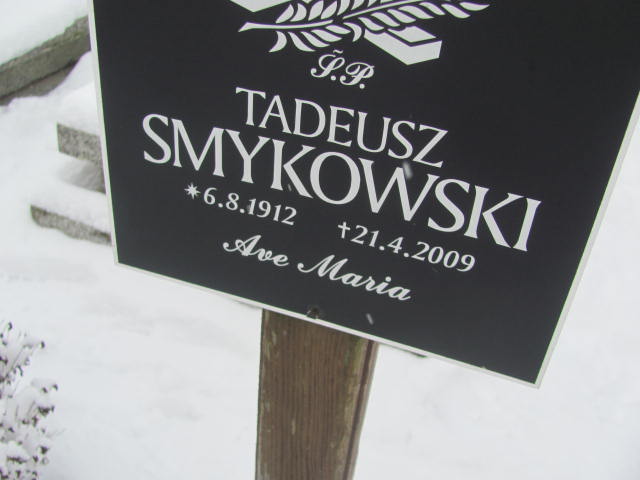 Ś.P.
TADEUSZ
SMYKOWSKI
*6.8.1912 †21.4.2009
Ave Maria